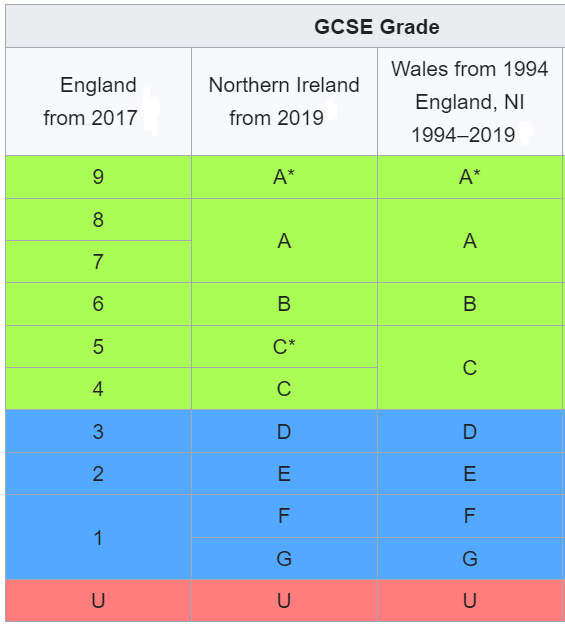 GCSE Grade
England
from 2017
Northern Ireland
from 2019
Wales from 1994
England, NI
1994–2019
9 A* A*
8
A A
7
6 B B
5 C*
C
4 C
3 D D
2 E E
F F
1
G G
U U U